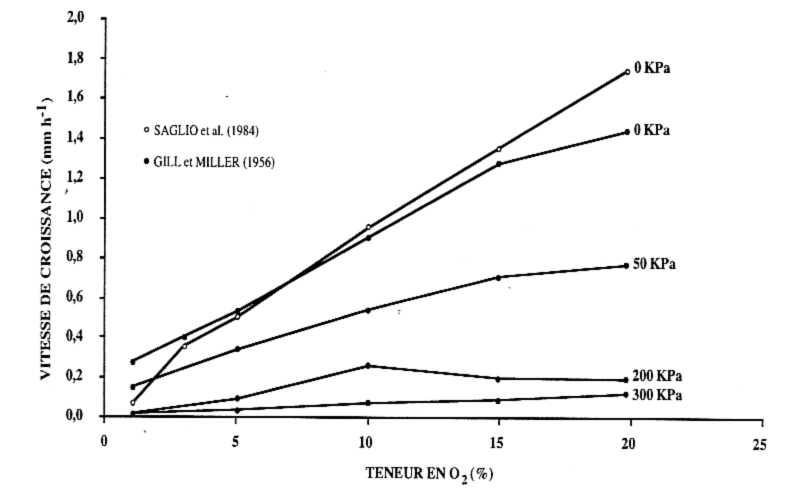 2,0
1,8
1,6
1,4
1,2
1,0
0,8
0,6
0,4
0,2
0,0
VITESSE DE CROISSANCE (mm h-1)
SAGLIO et al. (1984)
GILL et MILLER (1956)
0 KPa
0 KPa
50 KPa
200 KPa
300 KPa
0 5 10 15 20 25
TENEUR EN O2 (%)